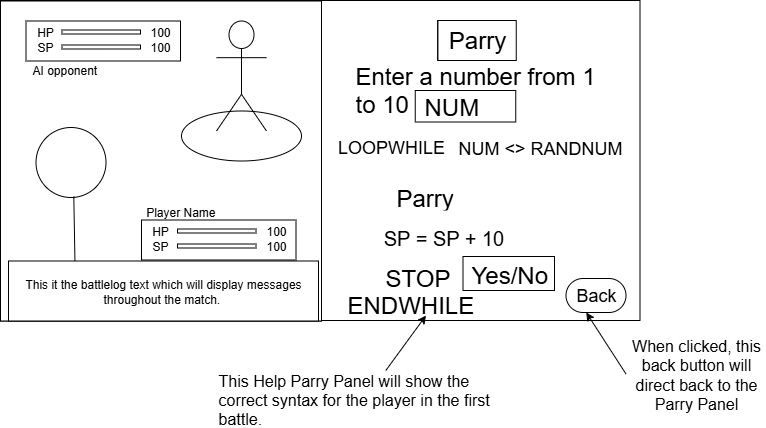 HP 100
SP 100
AI opponent
Player Name
HP 100
SP 100
This it the battlelog text which will display messages
throughout the match.
Parry
Enter a number from 1
to 10 NUM
LOOPWHILE NUM <> RANDNUM
Parry
SP = SP + 10
STOP Yes/No
ENDWHILE
Back
This Help Parry Panel will show the
correct syntax for the player in the first
battle.
When clicked, this
back button will
direct back to the
Parry Panel